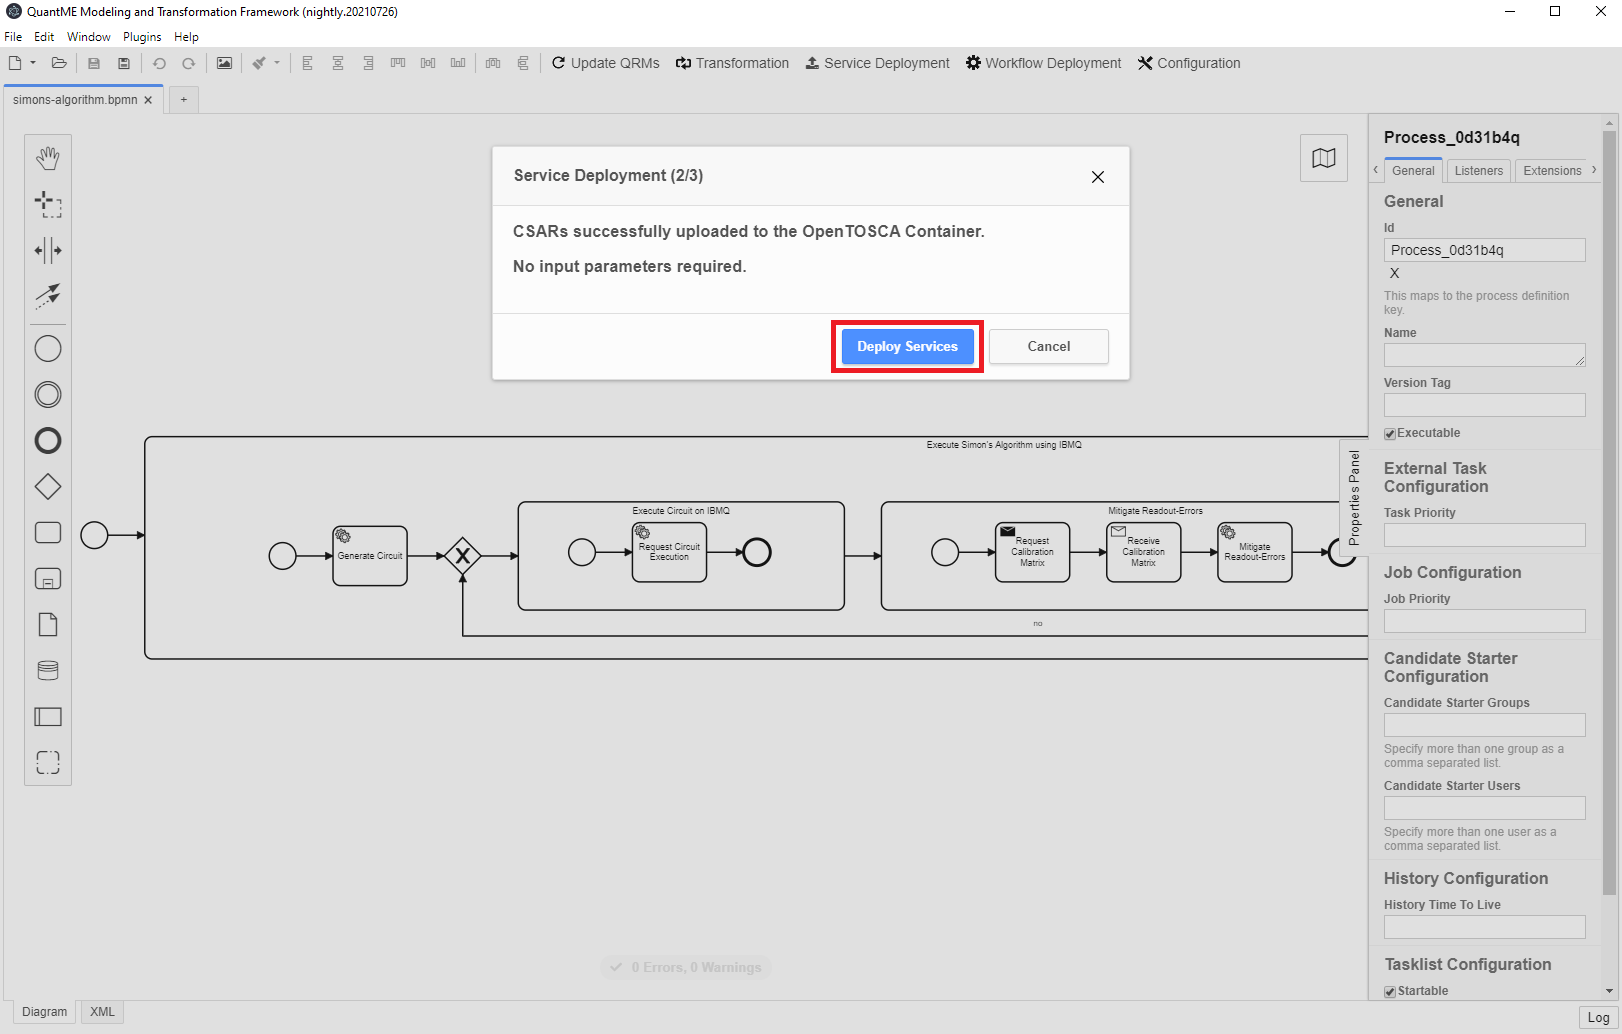 QuantME Modeling and Transformation Framework (nightly.20210726)
File Edit Window Plugins Help
Update QRMs Transformation Service Deployment Workflow Deployment Configuration
simons-algorithm.bpmn × +
Service Deployment (2/3)
CSARs successfully uploaded to the OpenTOSCA Container.
No input parameters required.
Deploy Services Cancel
Execute Simon's Algorithm using IBMQ
Generate Circuit
X
Execute Circuit on IBMQ
Request Circuit
Execution
Mitigate Readout-Errors
Request
Calibration
Matrix
Receive
Calibration
Matrix
Mitigate
Readout-Errors
no
0 Errors, 0 Warnings
Properties Panel
Process_0d31b4q
General Listeners Extensions
General
Id
Process_0d31b4q
X
This maps to the process definition
key.
Name
Version Tag
Executable
External Task
Configuration
Task Priority
Job Configuration
Job Priority
Candidate Starter
Configuration
Candidate Starter Groups
Specify more than one group as a
comma separated list.
Candidate Starter Users
Specify more than one user as a
comma separated list.
History Configuration
History Time To Live
Tasklist Configuration
Startable
Diagram XML
Log